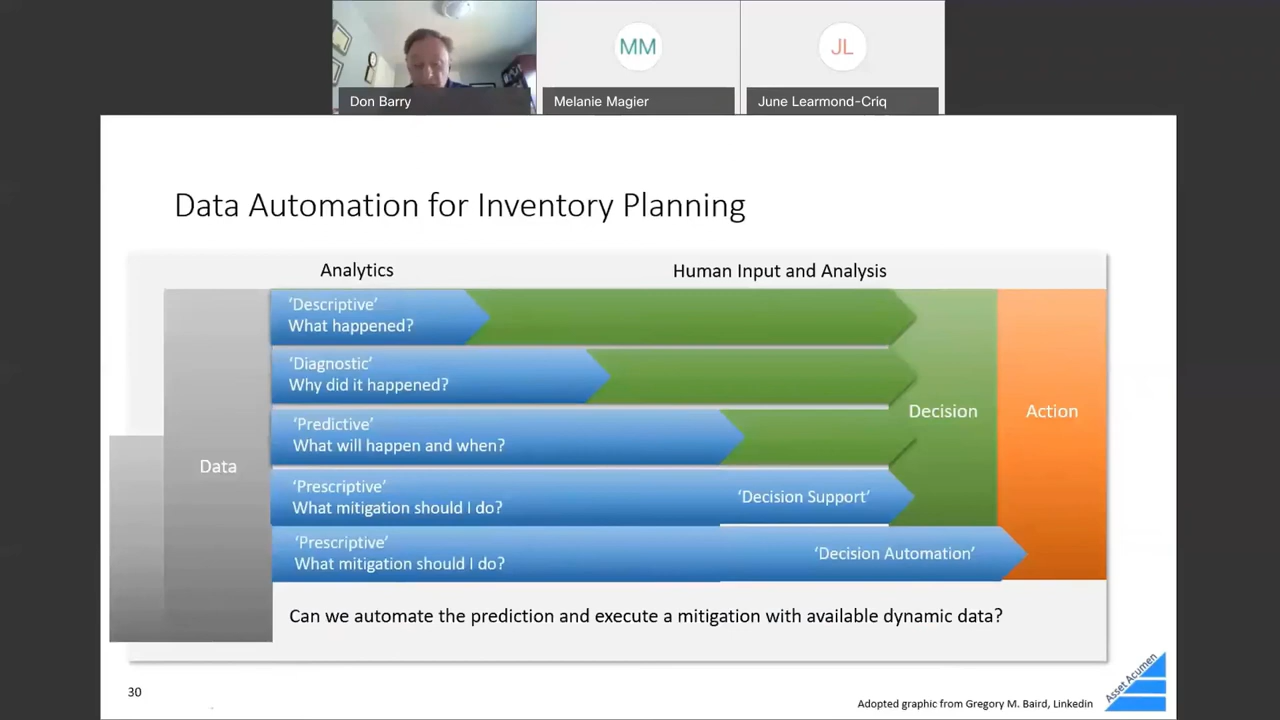 MM
JL
Don Barry
Melanie Magier
June Learmond-Criq
Data Automation for Inventory Planning
Analytics
Human Input and Analysis
'Descriptive'
What happened?
'Diagnostic'
Why did it happened?
'Predictive'
What will happen and when?
Decision
Action
Data
'Prescriptive'
What mitigation should I do?
'Decision Support'
'Prescriptive'
What mitigation should I do?
'Decision Automation'
Can we automate the prediction and execute a mitigation with available dynamic data?
30
Adopted graphic from Gregory M. Baird, Linkedin
Asset Acumen